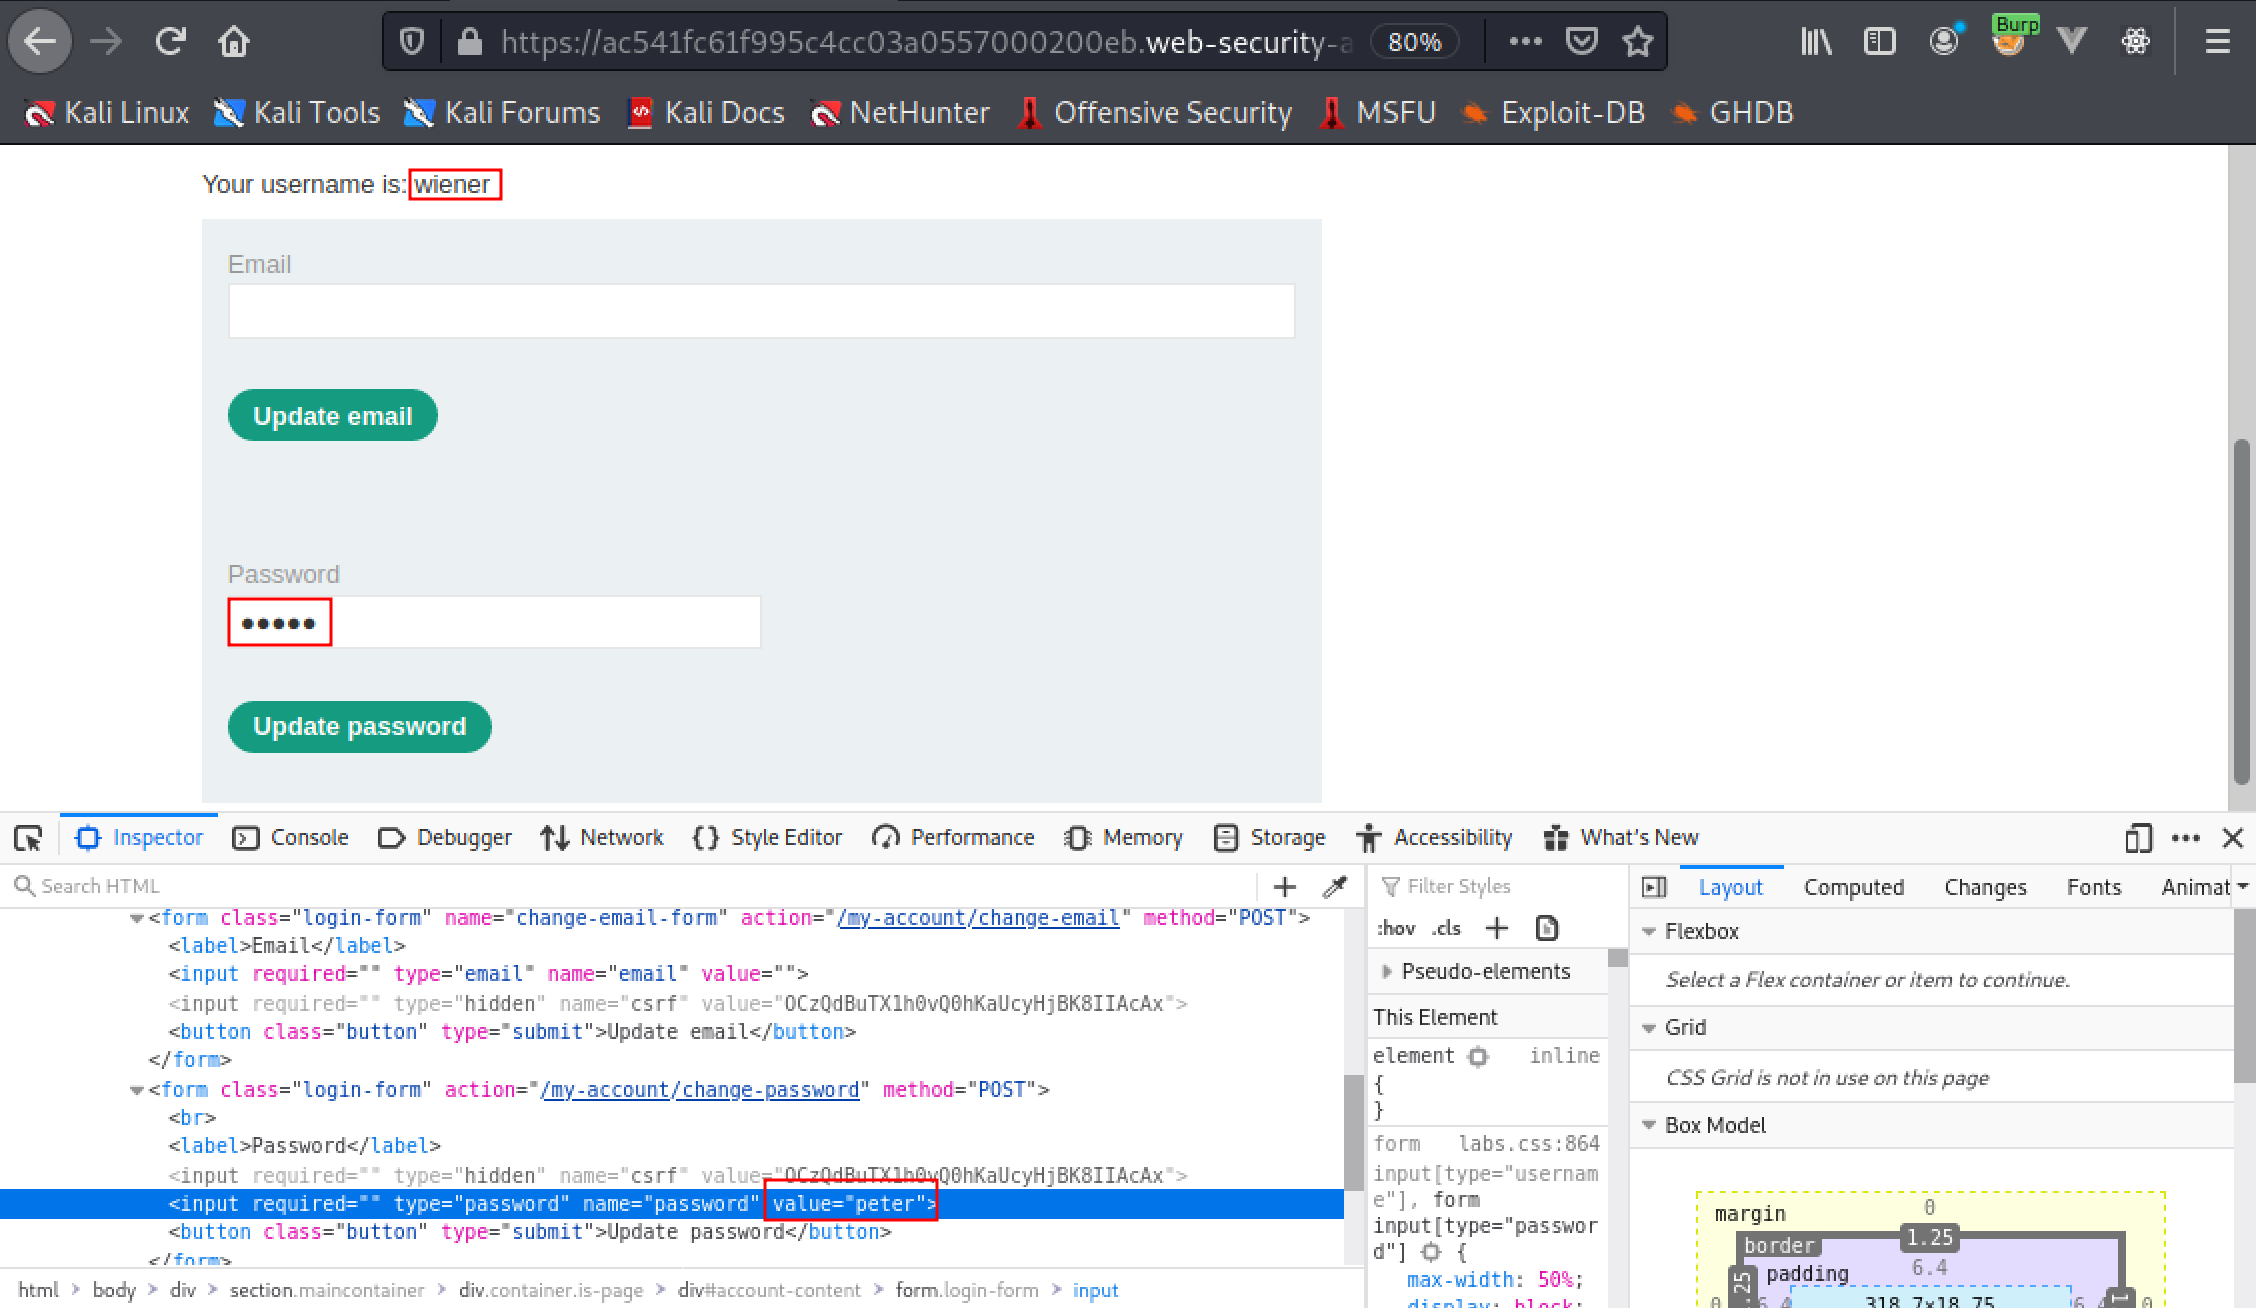 https://ac541fc61f995c4cc03a0557000200eb.web-security-a 80% Burp
Kali Linux Kali Tools Kali Forums Kali Docs NetHunter Offensive Security MSFU Exploit-DB GHDB
Your username is: wiener
Email
Update email
Password
•••••
Update password
Inspector Console Debugger Network Style Editor Performance Memory Storage Accessibility What's New
Search HTML
<form class="login-form" name="change-email-form" action="/my-account/change-email" method="POST">
<label>Email</label>
<input required="" type="email" name="email" value="">
<input required="" type="hidden" name="csrf" value="OCzQdBuTX1h0vQ0hKaUcyHjBK8IIAcAx">
<button class="button" type="submit">Update email</button>
</form>
<form class="login-form" action="/my-account/change-password" method="POST">
<br>
<label>Password</label>
<input required="" type="hidden" name="csrf" value="OCzQdBuTX1h0vQ0hKaUcyHjBK8IIAcAx">
<input required="" type="password" name="password" value="peter">
<button class="button" type="submit">Update password</button>
</form>
html > body > div > section.maincontainer > div.container.is-page > div#account-content > form.login-form > input
Filter Styles
:hov .cls +
Pseudo-elements
This Element
element inline
{
}
form labs.css:864
input[type="usernam
e"], form
input[type="passwor
d"] {
max-width: 50%;
display: block;
Layout Computed Changes Fonts Animat
Flexbox
Select a Flex container or item to continue.
Grid
CSS Grid is not in use on this page
Box Model
margin 0
border 1.25
padding 6.4
318.7×18.75